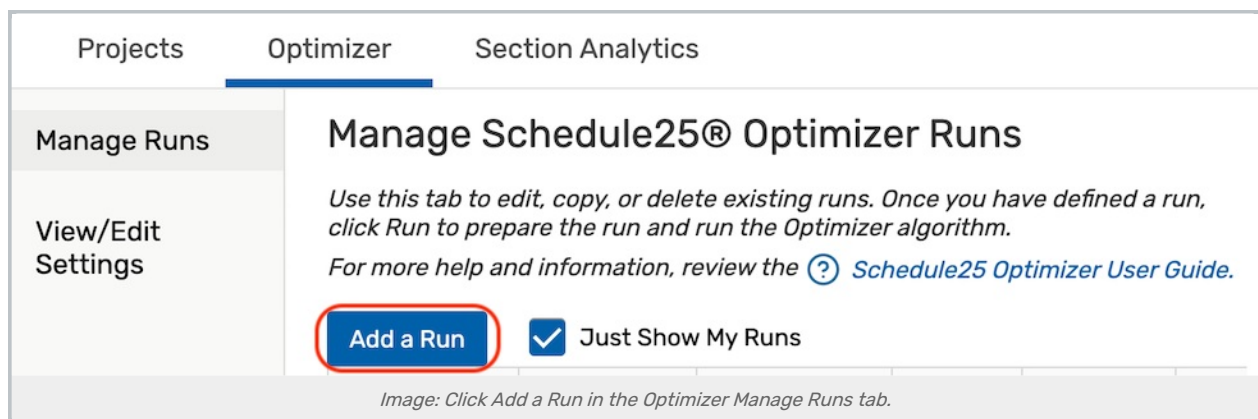 Projects Optimizer Section Analytics
Manage Runs
View/Edit
Settings
Manage Schedule25® Optimizer Runs
Use this tab to edit, copy, or delete existing runs. Once you have defined a run,
click Run to prepare the run and run the Optimizer algorithm.
For more help and information, review the ? Schedule25 Optimizer User Guide.
Add a Run Just Show My Runs
Image: Click Add a Run in the Optimizer Manage Runs tab.